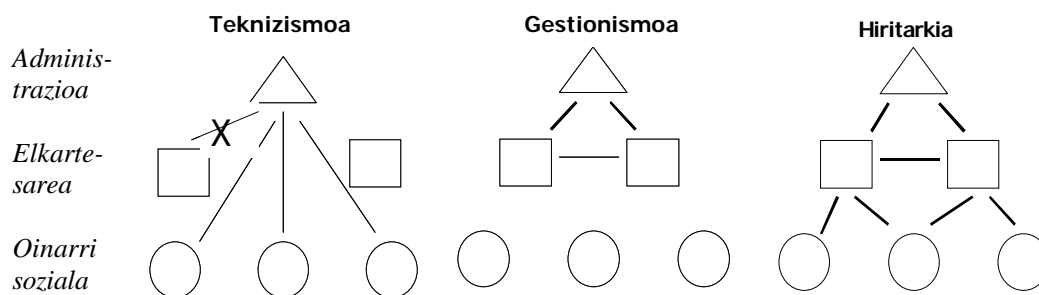 Teknizismoa
Gestionismoa
Hiritarkia
Adminis-
trazioa
X
Elkarte-
sarea
Oinarri
soziala